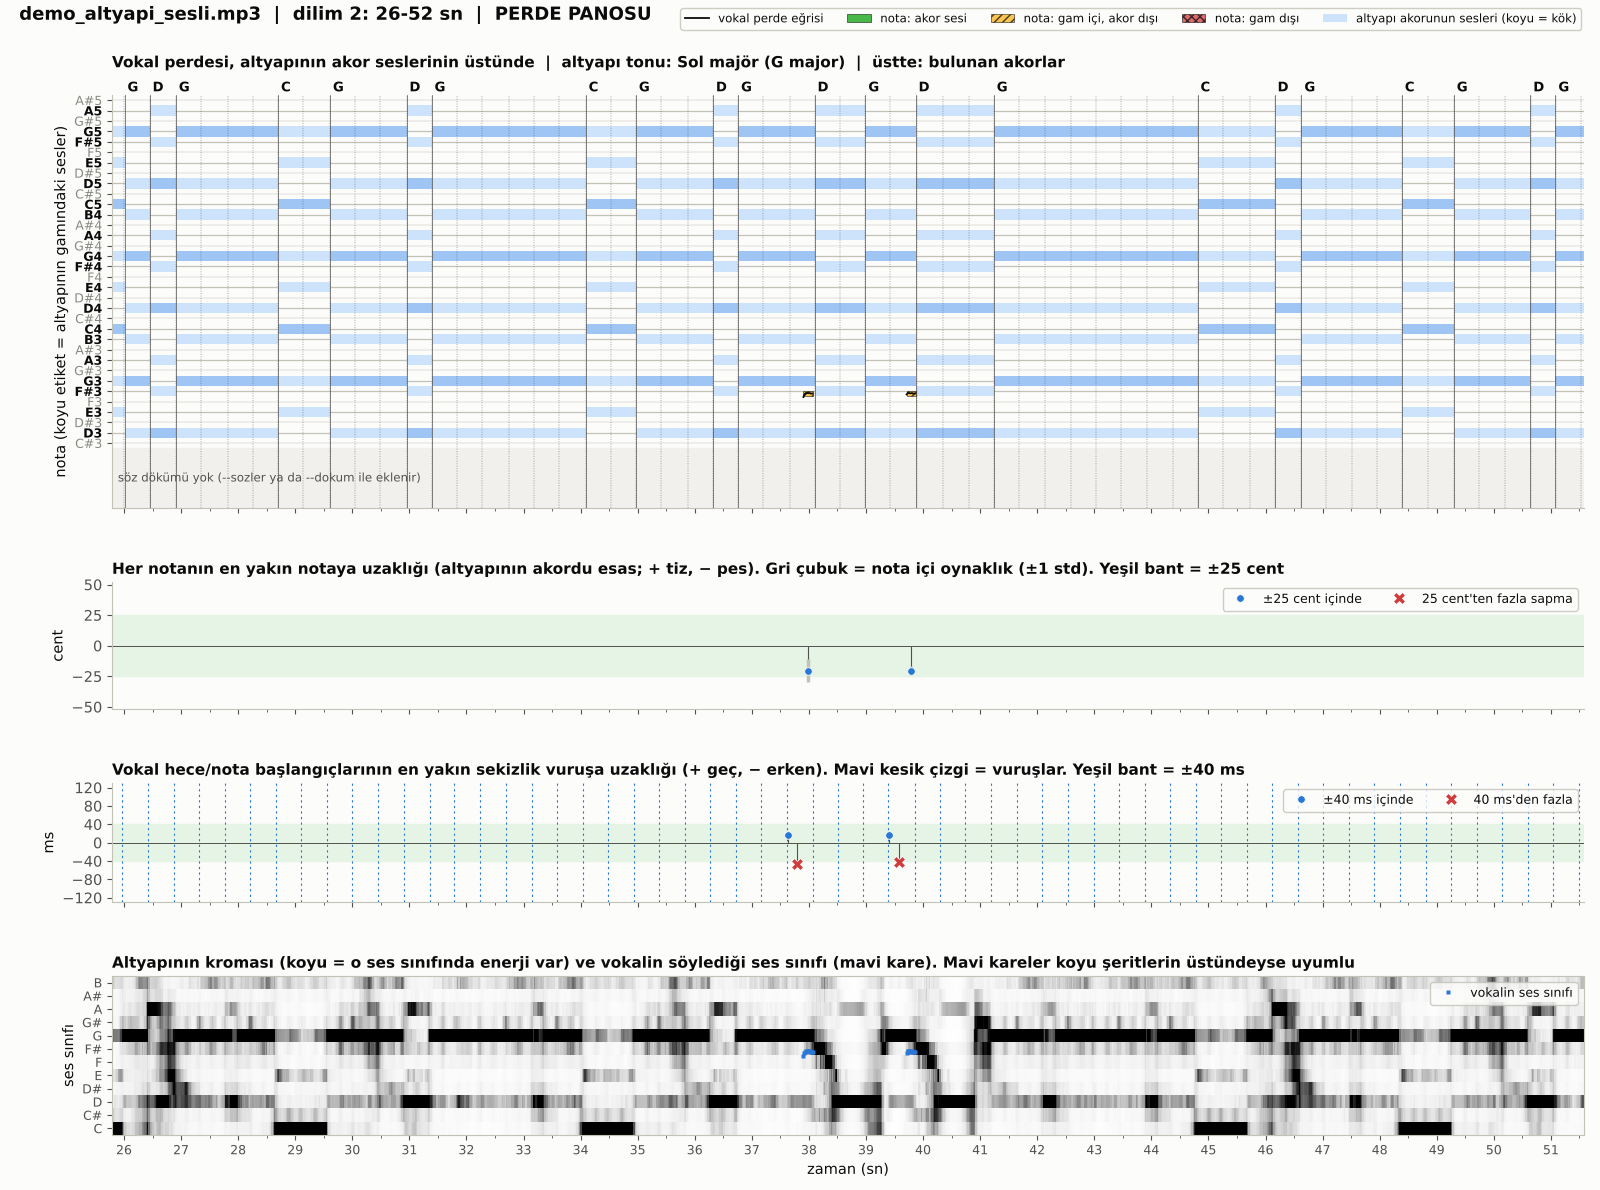 demo_altyapi_sesli.mp3 | dilim 2: 26-52 sn | PERDE PANOSU
vokal perde eğrisi
nota: akor sesi
nota: gam içi, akor dışı
nota: gam dışı
altyapı akorunun sesleri (koyu = kök)
Vokal perdesi, altyapının akor seslerinin üstünde | altyapı tonu: Sol majör (G major) | üstte: bulunan akorlar
G D G C G D G C G D G D G D G C D G C G D G
nota (koyu etiket = altyapının gamındaki sesler)
A#5
A5
G#5
G5
F#5
F5
E5
D#5
D5
C#5
C5
B4
A#4
A4
G#4
G4
F#4
F4
E4
D#4
D4
C#4
C4
B3
A#3
A3
G#3
G3
F#3
F3
E3
D#3
D3
C#3
söz dökümü yok (--sozler ya da --dokum ile eklenir)
Her notanın en yakın notaya uzaklığı (altyapının akordu esas; + tiz, − pes). Gri çubuk = nota içi oynaklık (±1 std). Yeşil bant = ±25 cent
±25 cent içinde
25 cent'ten fazla sapma
cent
50
25
0
−25
−50
Vokal hece/nota başlangıçlarının en yakın sekizlik vuruşa uzaklığı (+ geç, − erken). Mavi kesik çizgi = vuruşlar. Yeşil bant = ±40 ms
±40 ms içinde
40 ms'den fazla
ms
120
80
40
0
−40
−80
−120
Altyapının kroması (koyu = o ses sınıfında enerji var) ve vokalin söylediği ses sınıfı (mavi kare). Mavi kareler koyu şeritlerin üstündeyse uyumlu
vokalin ses sınıfı
ses sınıfı
B
A#
A
G#
G
F#
F
E
D#
D
C#
C
26 27 28 29 30 31 32 33 34 35 36 37 38 39 40 41 42 43 44 45 46 47 48 49 50 51
zaman (sn)